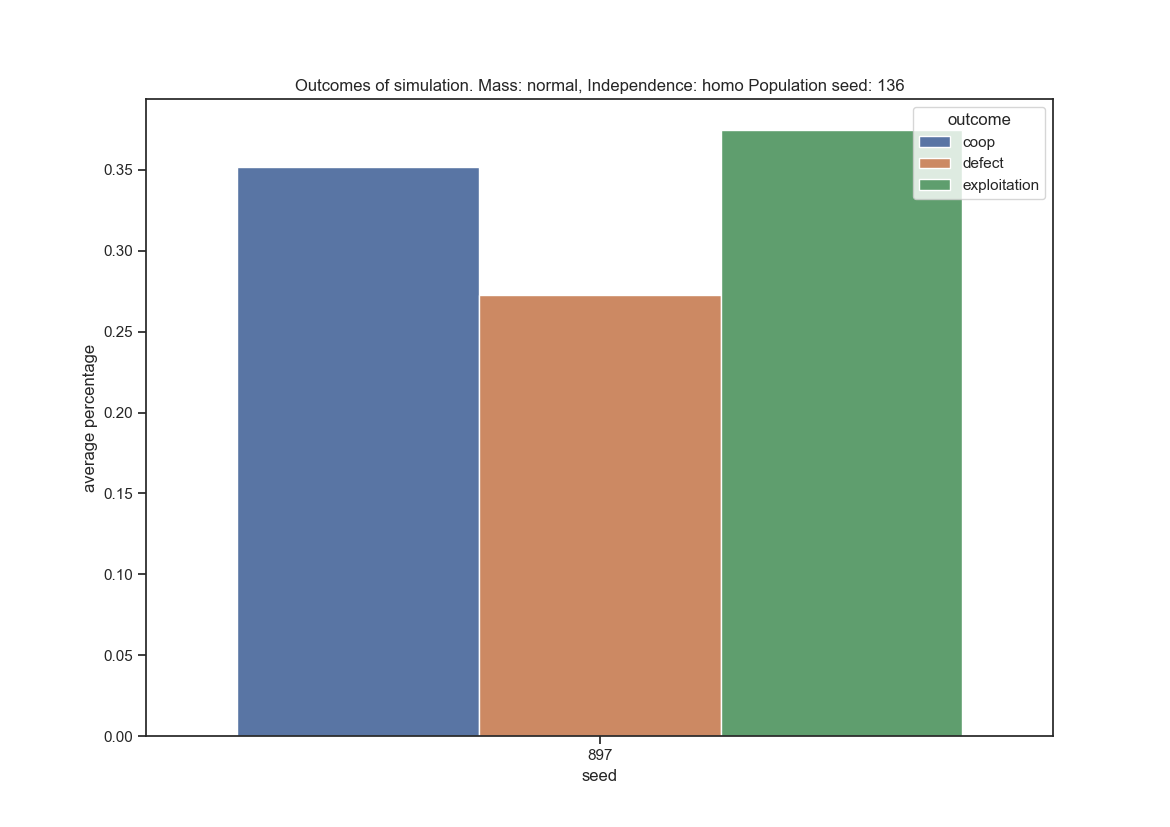 Outcomes of simulation. Mass: normal, Independence: homo Population seed: 136
outcome
coop
defect
exploitation
average percentage
0.35
0.30
0.25
0.20
0.15
0.10
0.05
0.00
897
seed